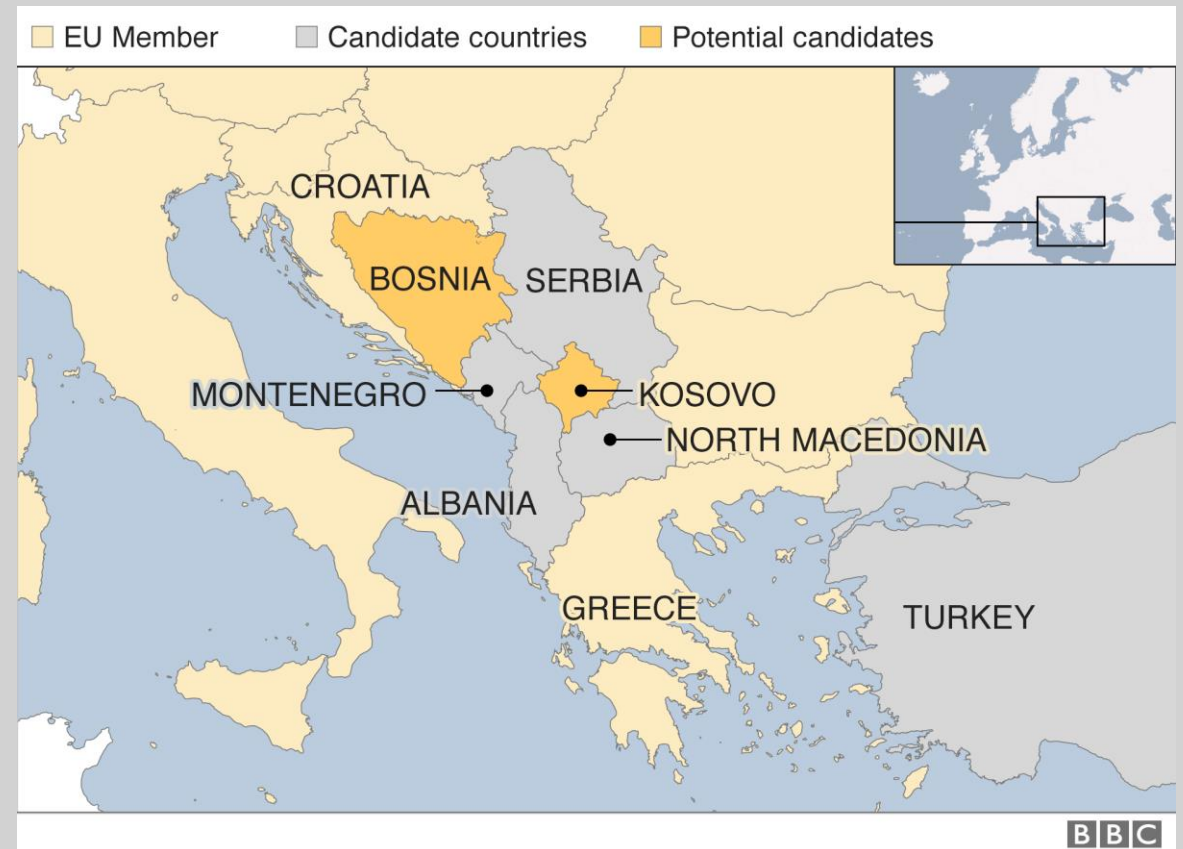 EU Member Candidate countries Potential candidates
CROATIA
BOSNIA SERBIA
MONTENEGRO KOSOVO
NORTH MACEDONIA
ALBANIA
GREECE TURKEY
BBC